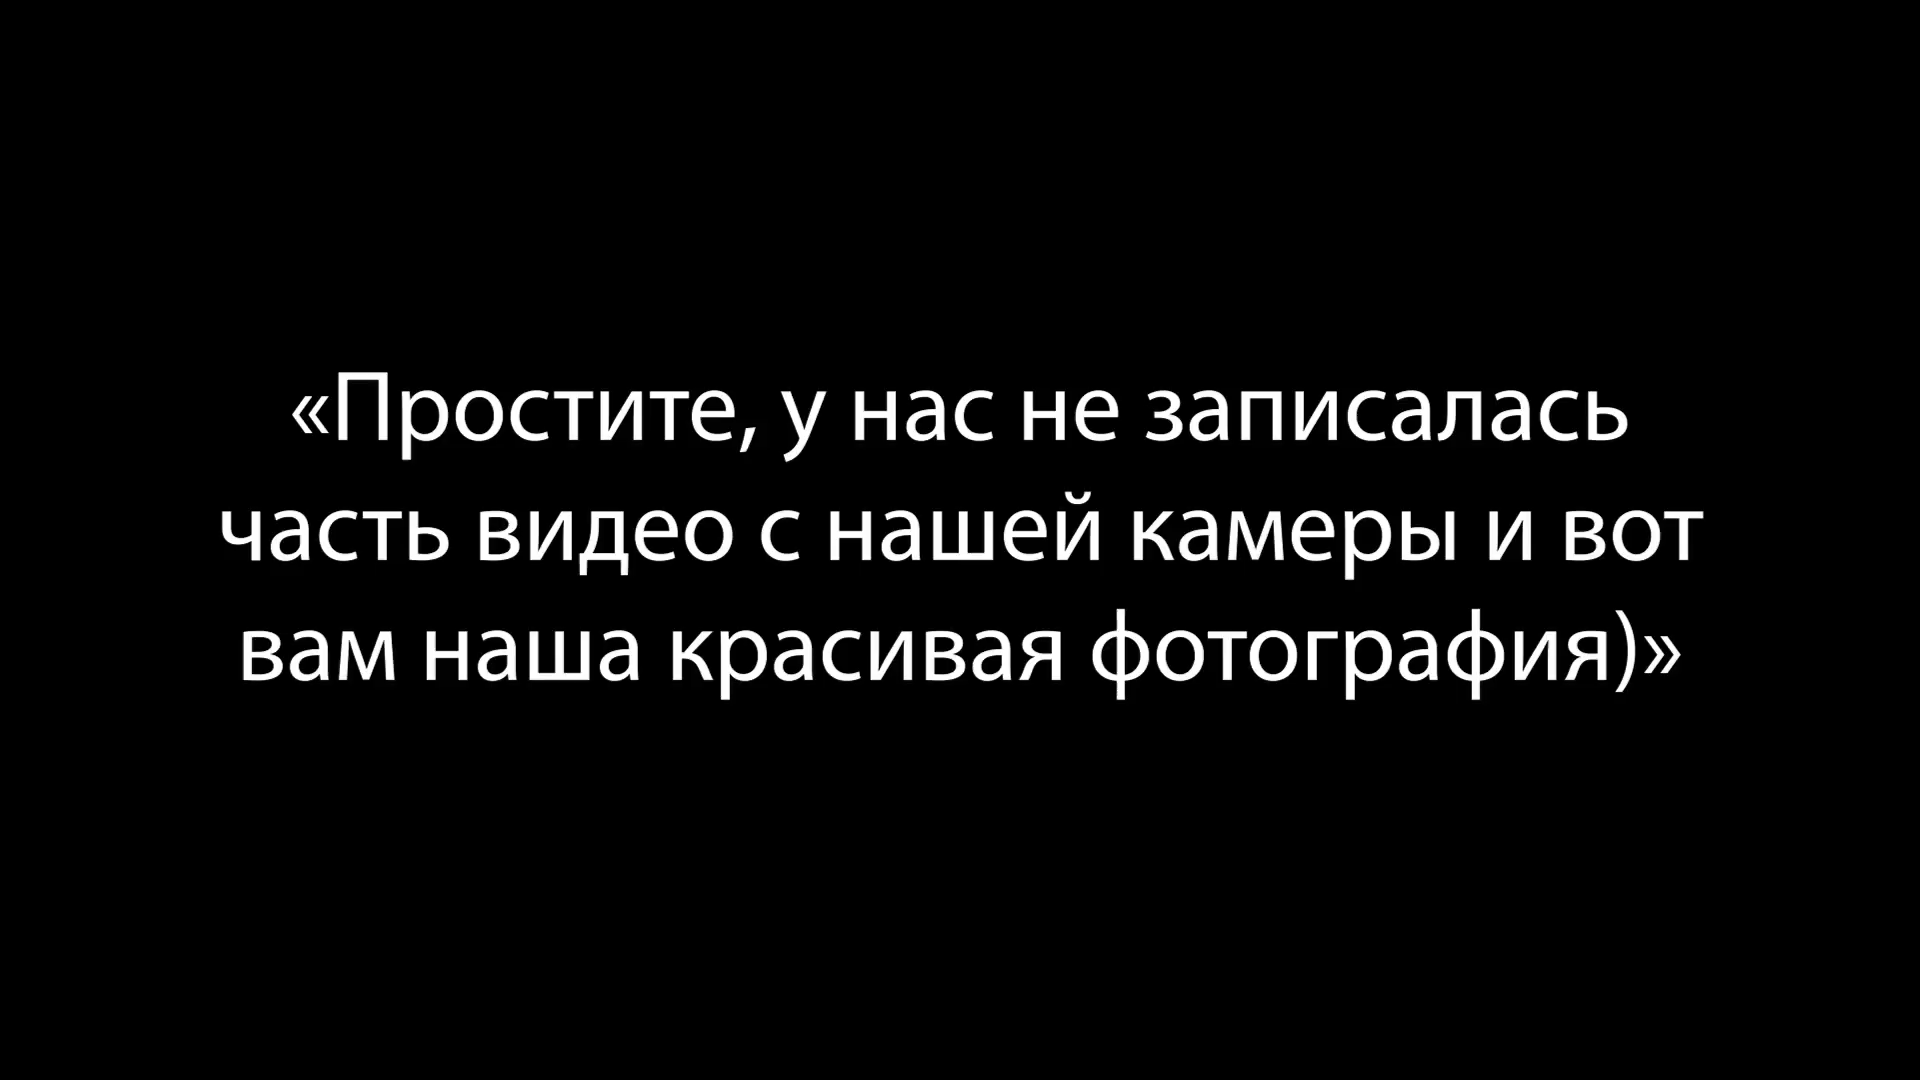 «Простите, у нас не записалась
часть видео с нашей камеры и вот
вам наша красивая фотография)»